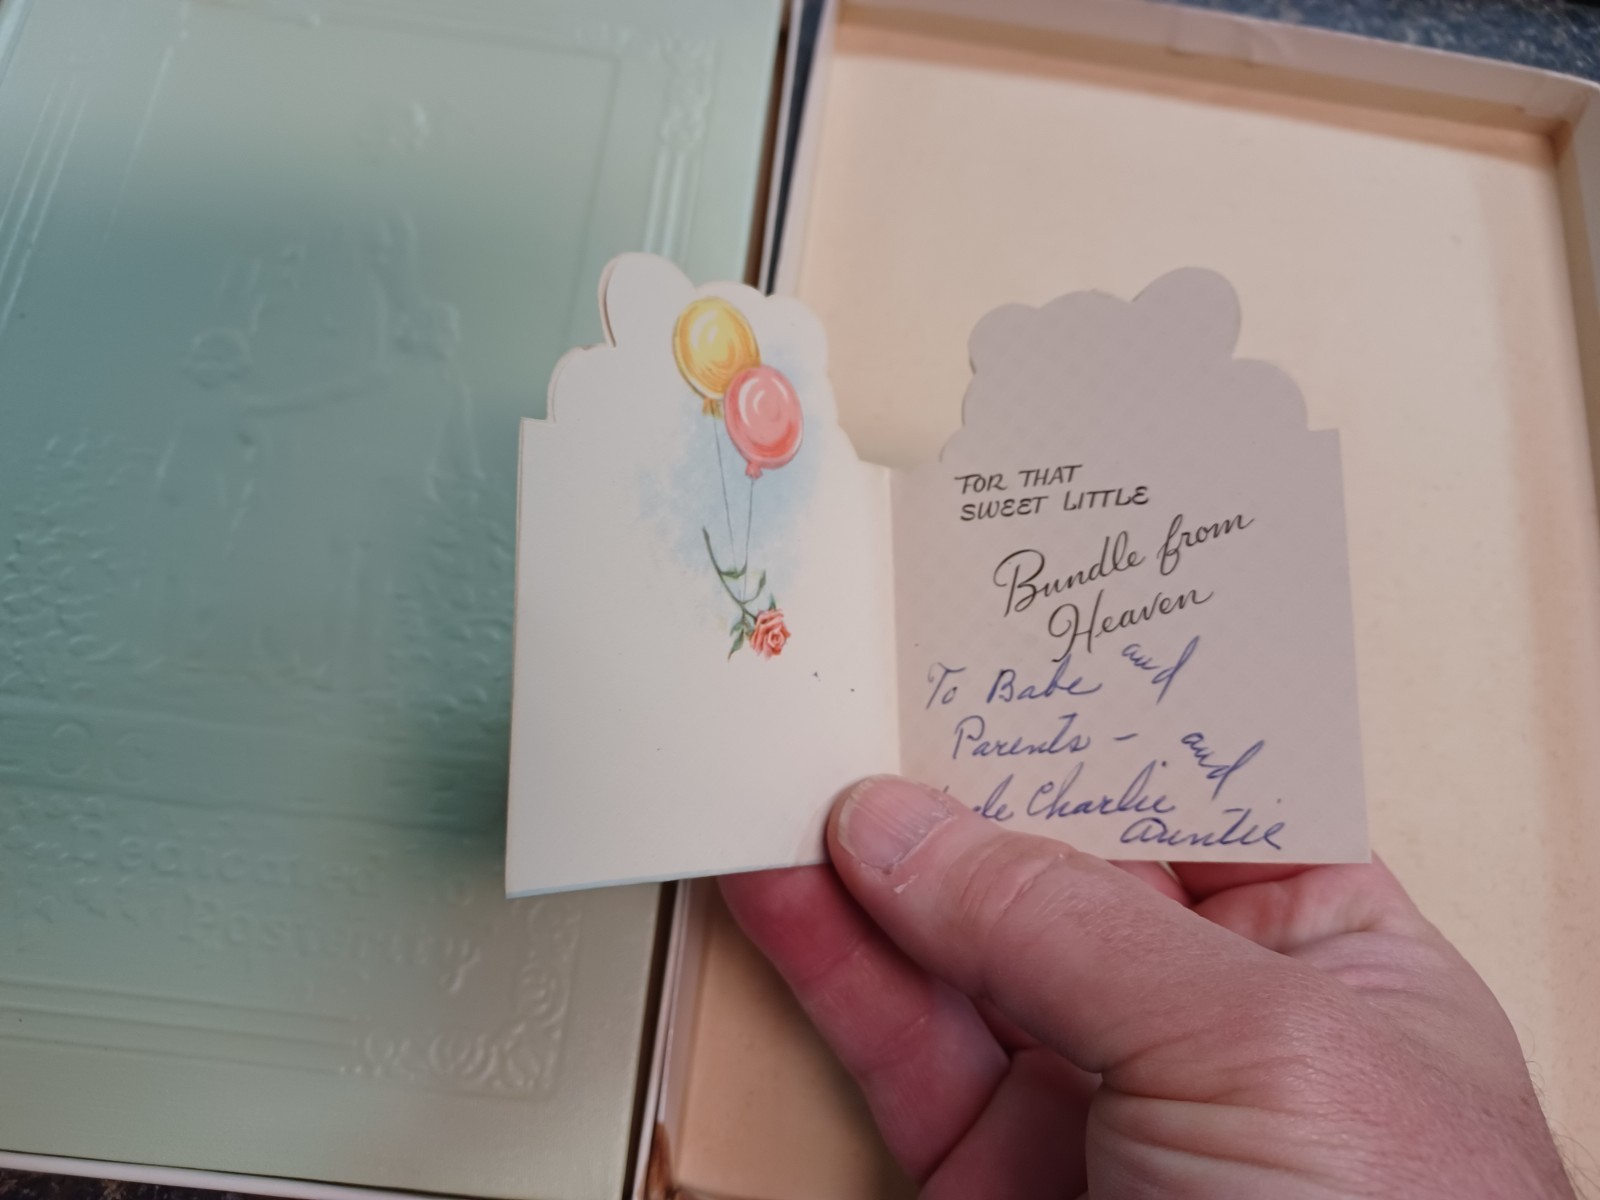 FOR THAT
SWEET LITTLE
Bundle from
Heaven
To Babe and
Parents - and
Charlie
Auntie